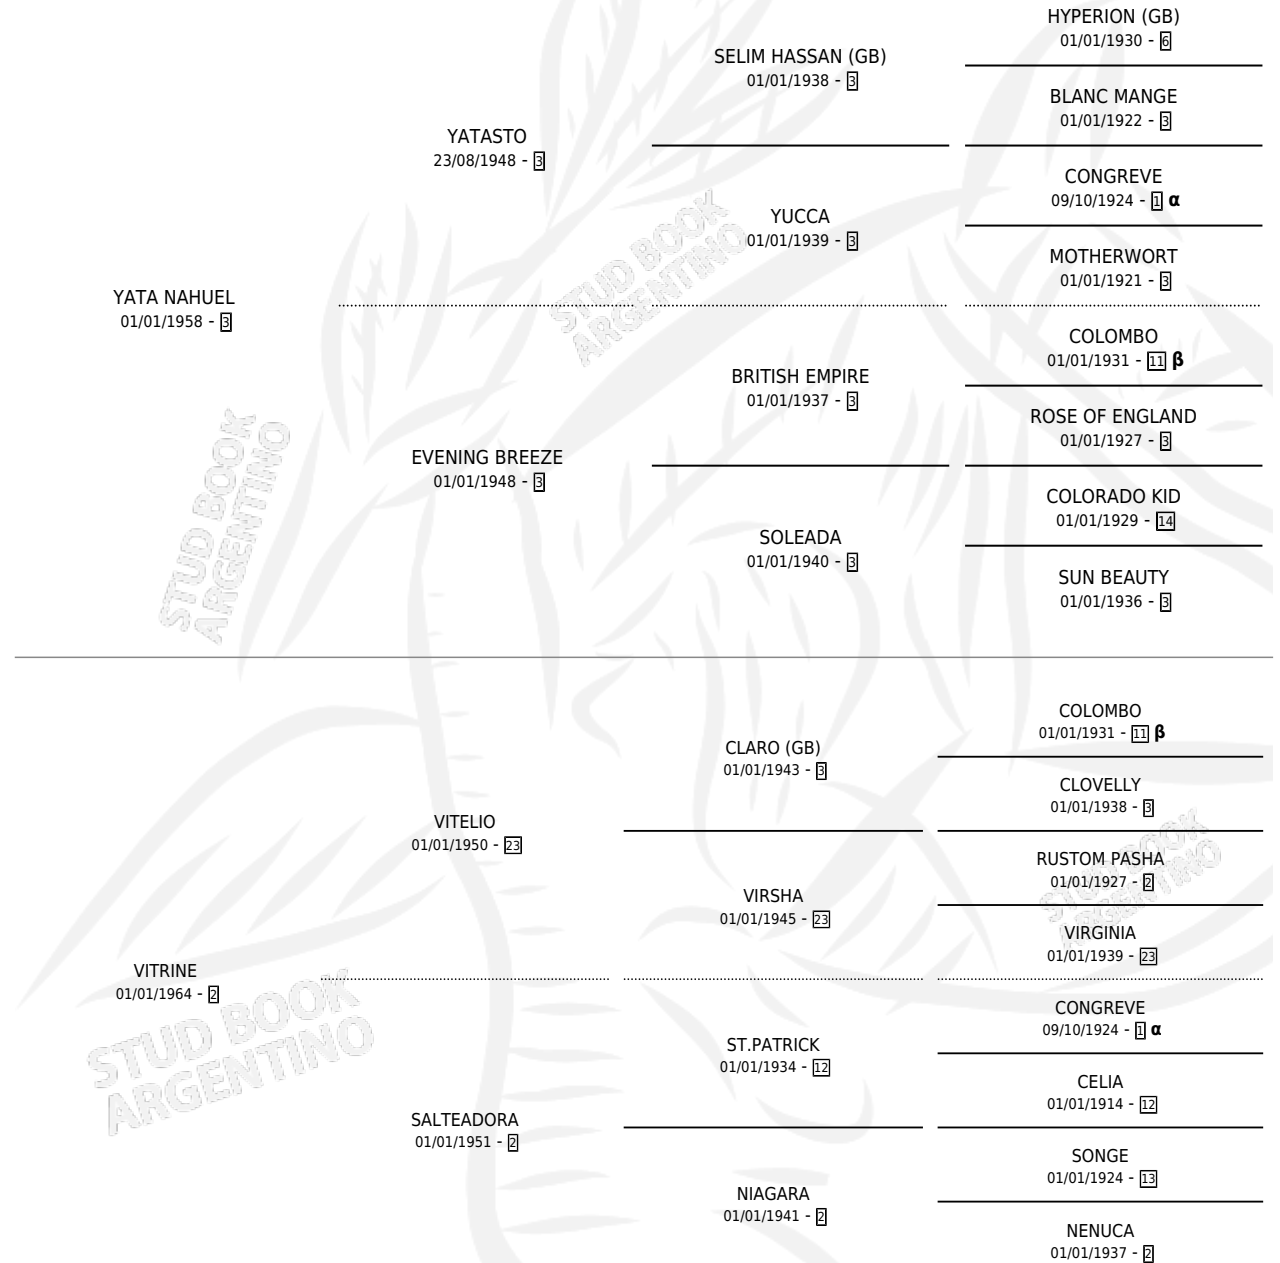 HYPERION (GB)
01/01/1930 - 6
SELIM HASSAN (GB)
01/01/1938 - 3
BLANC MANGE
01/01/1922 - 3
YATASTO
23/08/1948 - 3
CONGREVE
09/10/1924 - 1 α
YUCCA
01/01/1939 - 3
MOTHERWORT
01/01/1921 - 3
YATA NAHUEL
01/01/1958 - 3
COLOMBO
01/01/1931 - 11 β
BRITISH EMPIRE
01/01/1937 - 3
ROSE OF ENGLAND
01/01/1927 - 3
EVENING BREEZE
01/01/1948 - 3
COLORADO KID
01/01/1929 - 14
SOLEADA
01/01/1940 - 3
SUN BEAUTY
01/01/1936 - 3
COLOMBO
01/01/1931 - 11 β
CLARO (GB)
01/01/1943 - 3
CLOVELLY
01/01/1938 - 3
VITELIO
01/01/1950 - 23
RUSTOM PASHA
01/01/1927 - 2
VIRSHA
01/01/1945 - 23
VIRGINIA
01/01/1939 - 23
VITRINE
01/01/1964 - 2
CONGREVE
09/10/1924 - 1 α
ST.PATRICK
01/01/1934 - 12
CELIA
01/01/1914 - 12
SALTEADORA
01/01/1951 - 2
SONGE
01/01/1924 - 13
NIAGARA
01/01/1941 - 2
NENUCA
01/01/1937 - 2
STUD BOOK
ARGENTINO
STUD BOOK
ARGENTINO
STUD BOOK
ARGENTINO
STUD BOOK
ARGENTINO